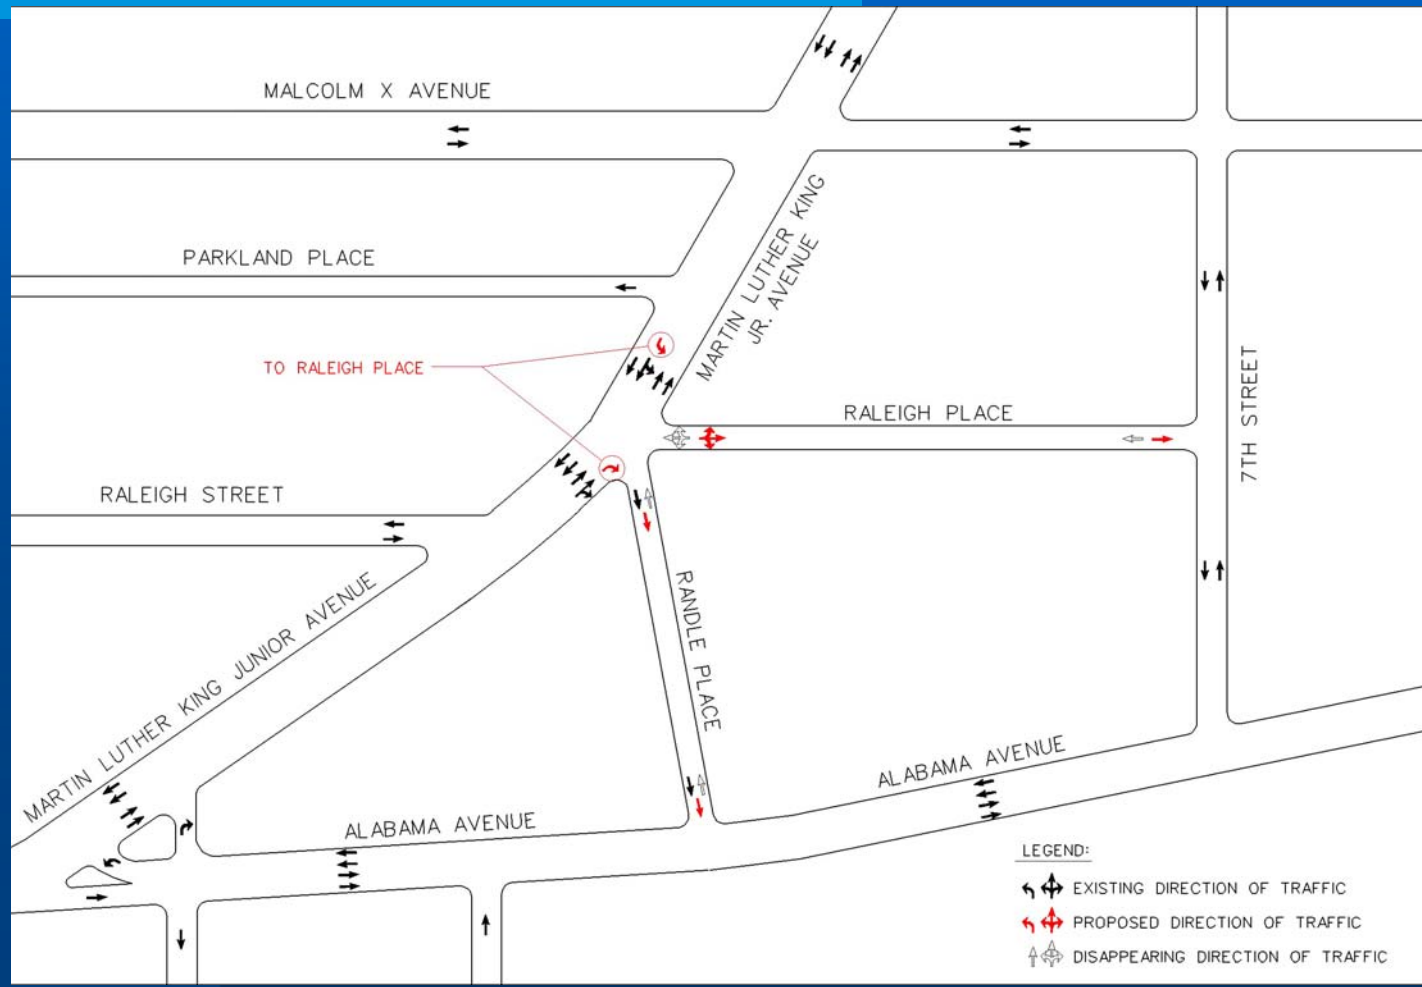 MALCOLM X AVENUE
PARKLAND PLACE
MARTIN LUTHER KING
JR. AVENUE
TO RALEIGH PLACE
RALEIGH PLACE
7TH STREET
RALEIGH STREET
RANDLE PLACE
MARTIN LUTHER KING JUNIOR AVENUE
ALABAMA AVENUE
ALABAMA AVENUE
LEGEND:
EXISTING DIRECTION OF TRAFFIC
PROPOSED DIRECTION OF TRAFFIC
DISAPPEARING DIRECTION OF TRAFFIC